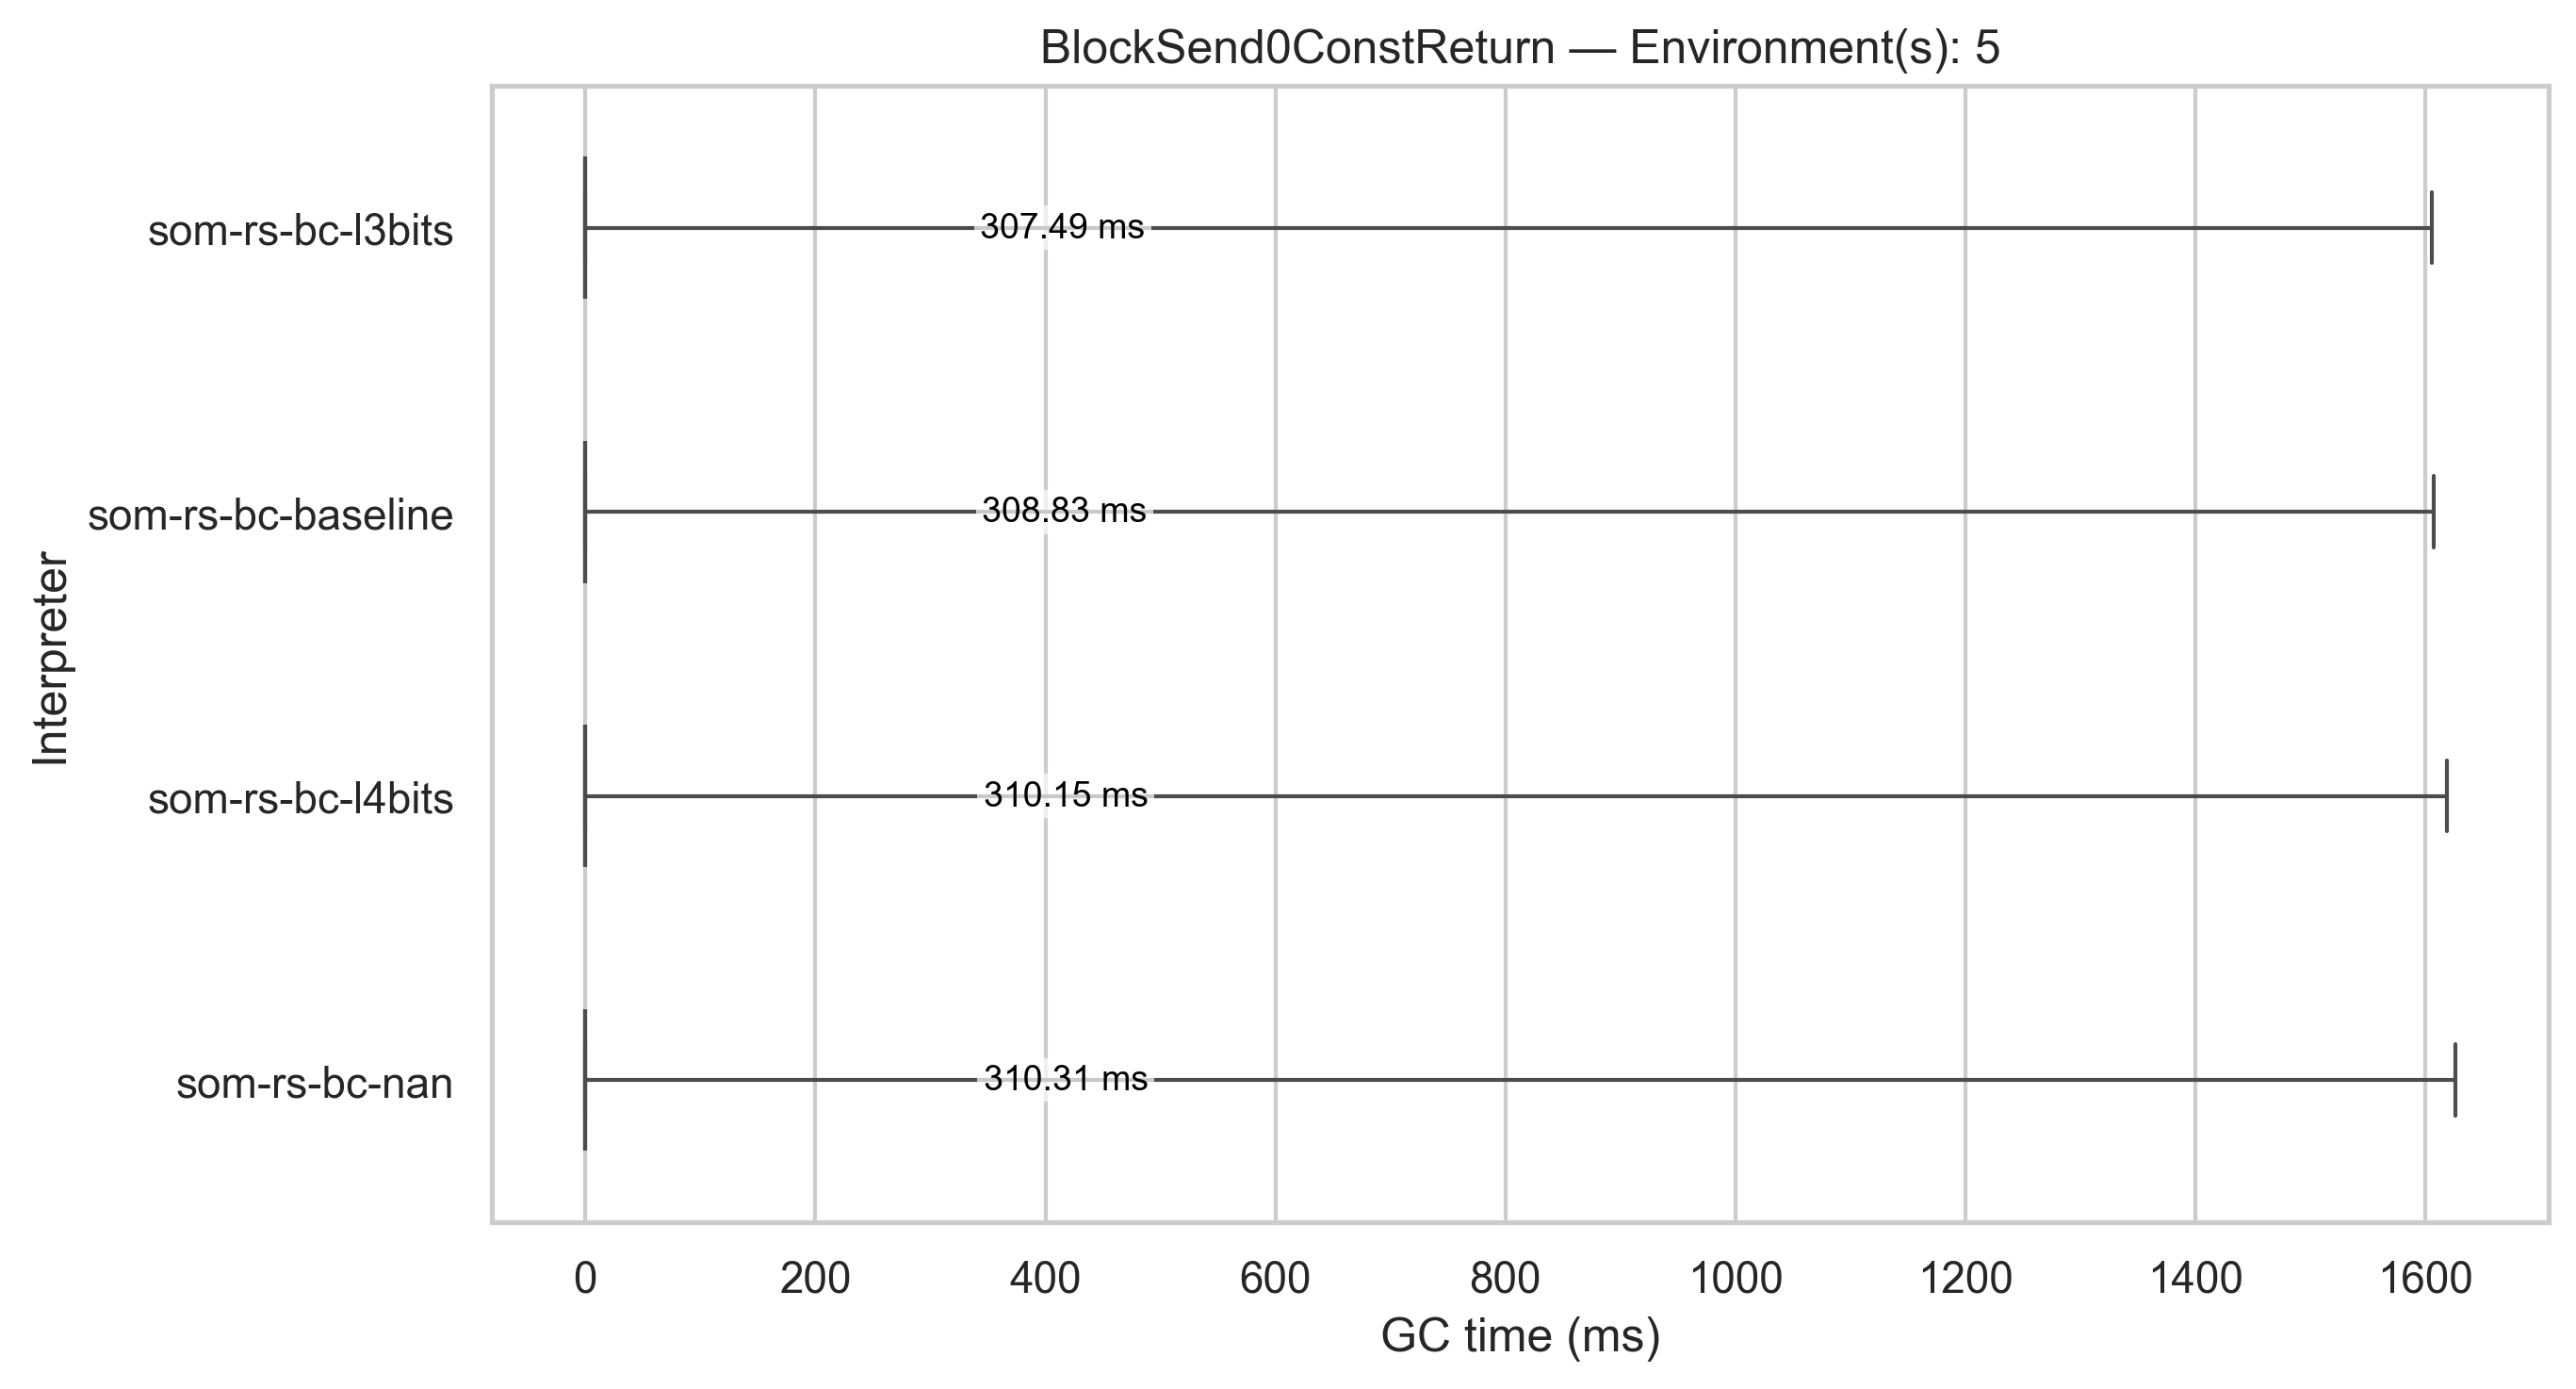 BlockSend0ConstReturn — Environment(s): 5
Interpreter
som-rs-bc-l3bits
307.49 ms
som-rs-bc-baseline
308.83 ms
som-rs-bc-l4bits
310.15 ms
som-rs-bc-nan
310.31 ms
0 200 400 600 800 1000 1200 1400 1600
GC time (ms)